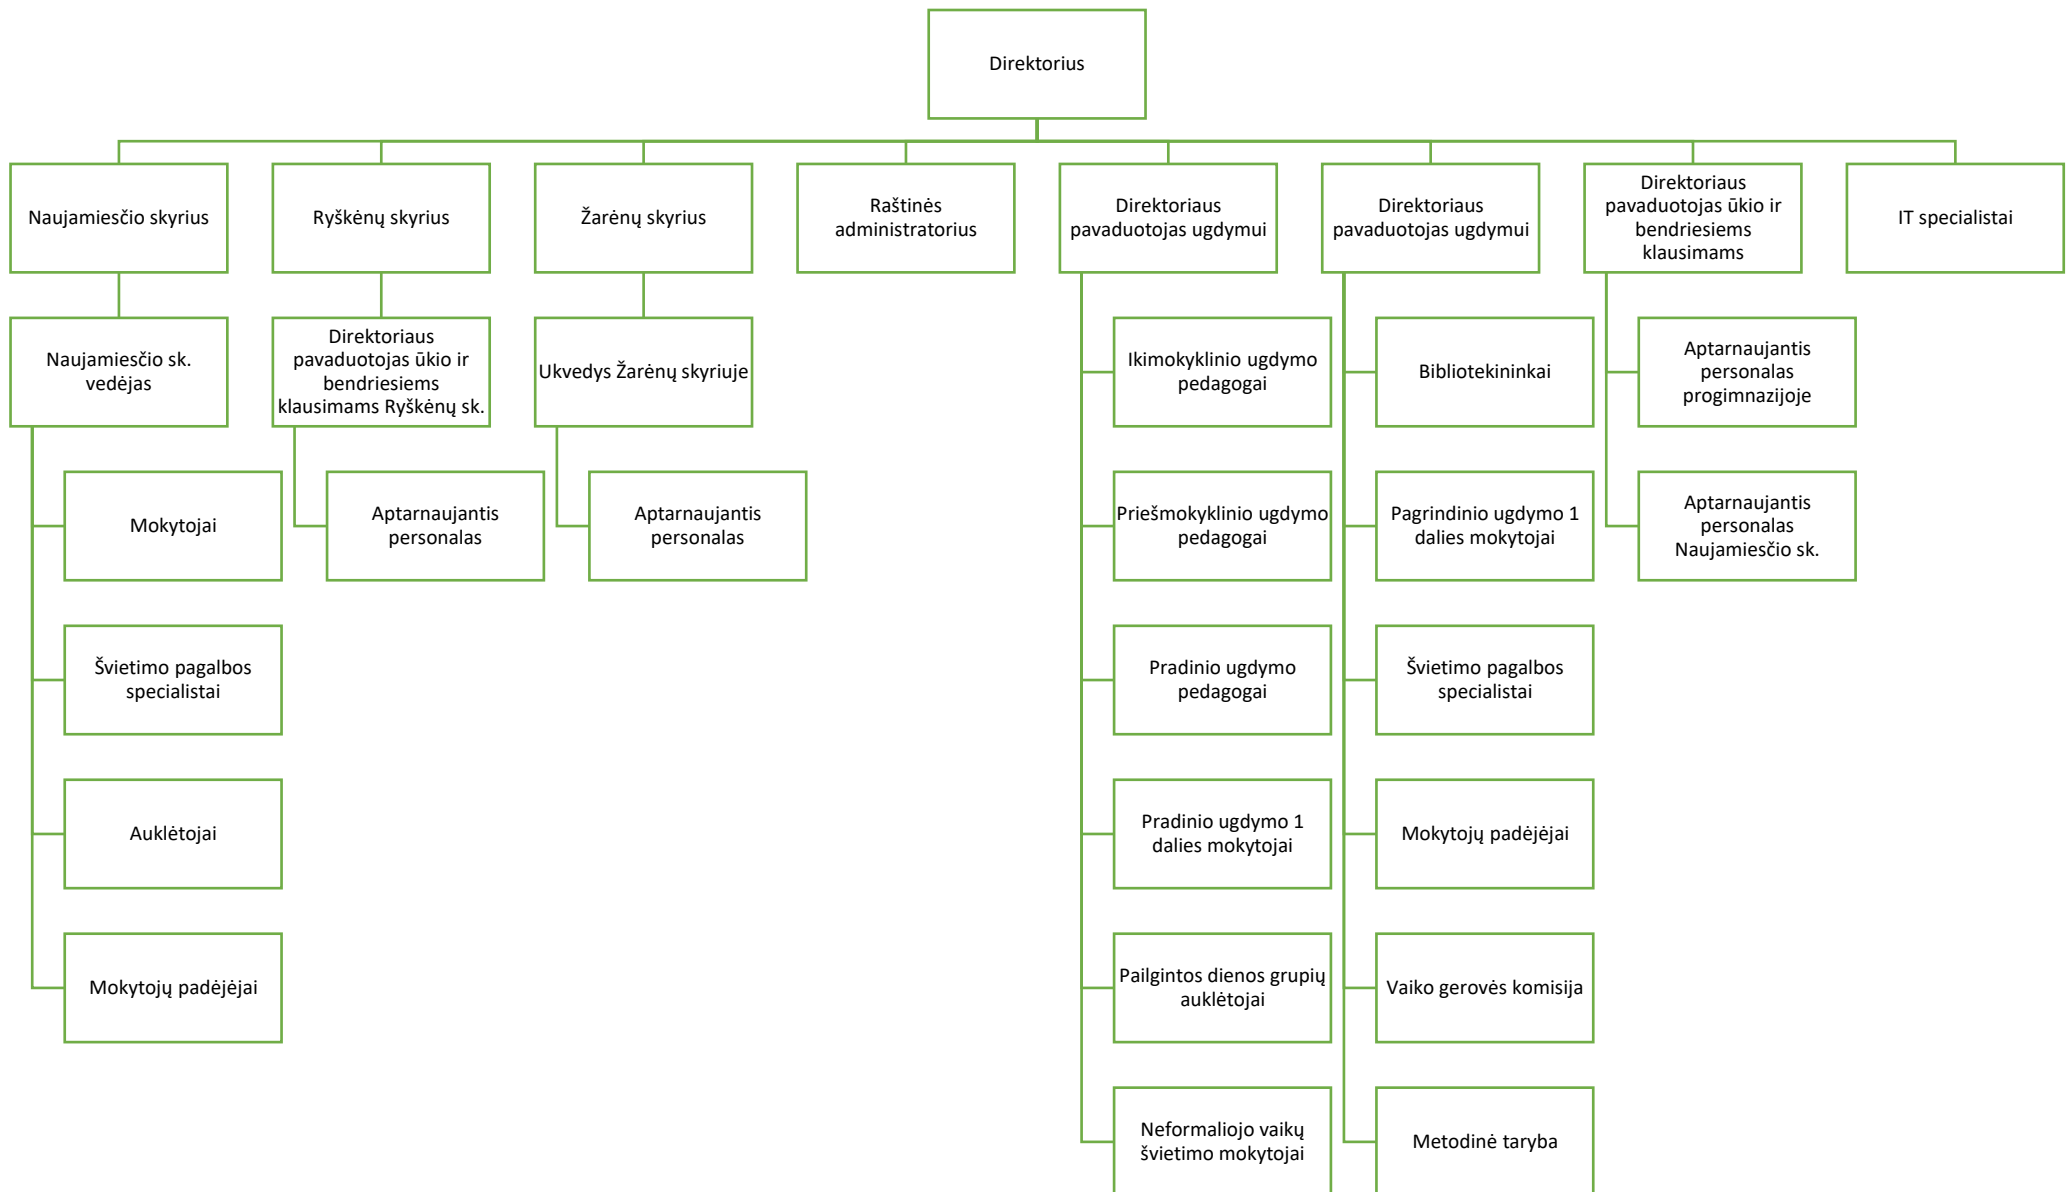 Direktorius
Naujamiesčio skyrius
Ryškėnų skyrius
Žarėnų skyrius
Raštinės
administratorius
Direktoriaus
pavaduotojas ugdymui
Direktoriaus
pavaduotojas ugdymui
Direktoriaus
pavaduotojas ūkio ir
bendriesiems
klausimams
IT specialistai
Naujamiesčio sk.
vedėjas
Direktoriaus
pavaduotojas ūkio ir
bendriesiems
klausimams Ryškėnų sk.
Ukvedys Žarėnų skyriuje
Ikimokyklinio ugdymo
pedagogai
Bibliotekininkai
Aptarnaujantis
personalas
progimnazijoje
Mokytojai
Aptarnaujantis
personalas
Aptarnaujantis
personalas
Priešmokyklinio ugdymo
pedagogai
Pagrindinio ugdymo 1
dalies mokytojai
Aptarnaujantis
personalas
Naujamiesčio sk.
Švietimo pagalbos
specialistai
Pradinio ugdymo
pedagogai
Švietimo pagalbos
specialistai
Auklėtojai
Pradinio ugdymo 1
dalies mokytojai
Mokytojų padėjėjai
Mokytojų padėjėjai
Pailgintos dienos grupių
auklėtojai
Vaiko gerovės komisija
Neformaliojo vaikų
švietimo mokytojai
Metodinė taryba